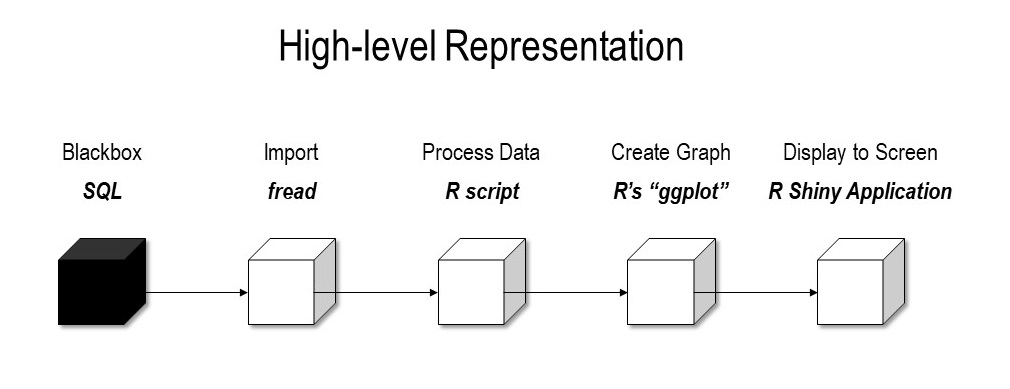 High-level Representation
Blackbox
SQL
Import
fread
Process Data
R script
Create Graph
R's “ggplot”
Display to Screen
R Shiny Application